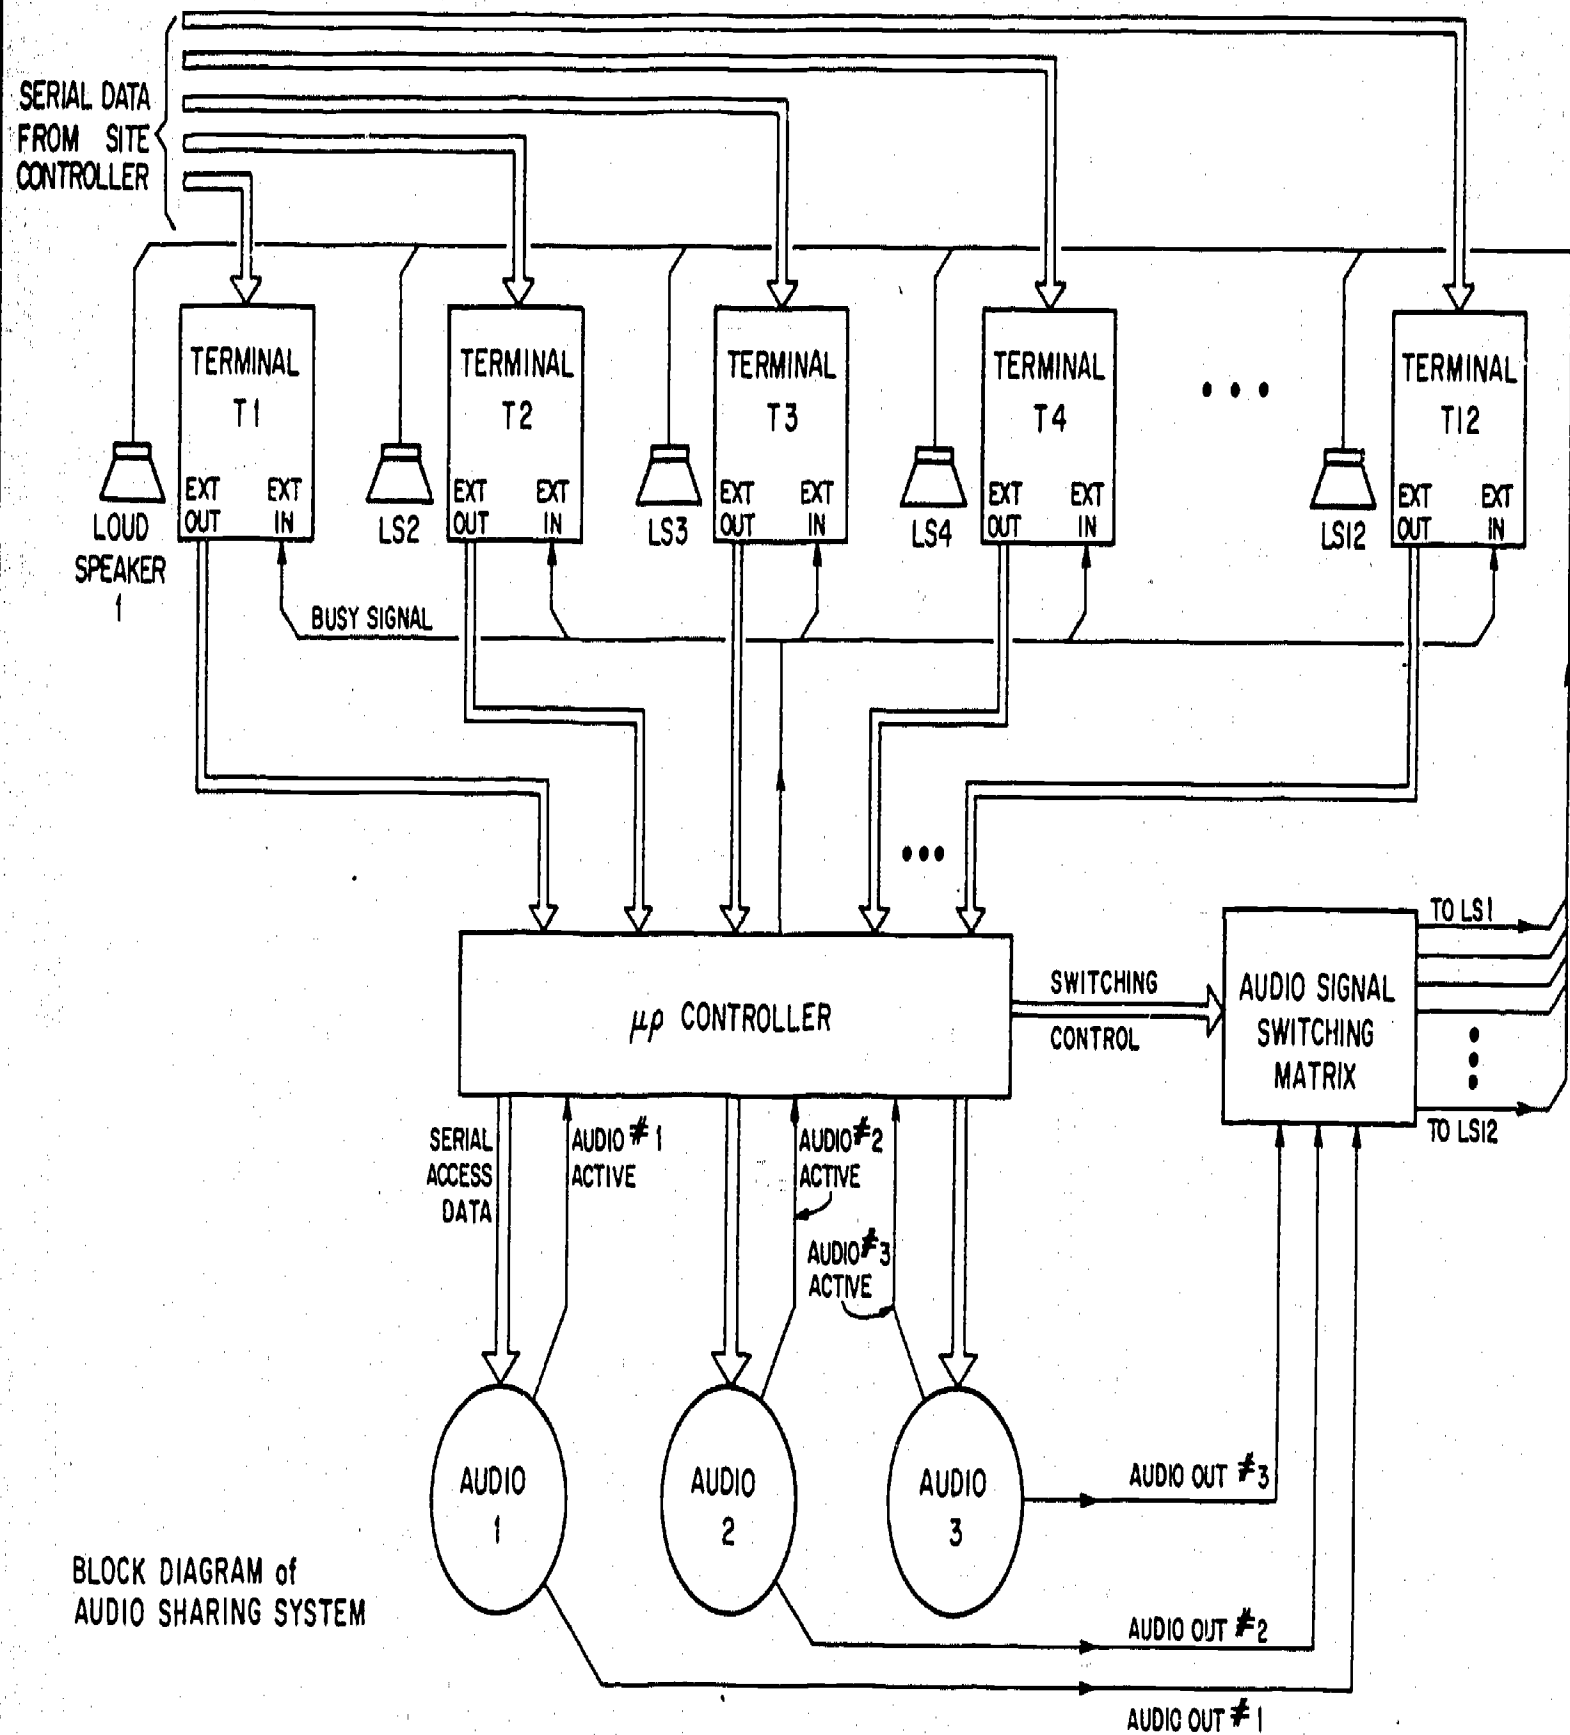 SERIAL DATA
FROM SITE
CONTROLLER
TERMINAL
T1
EXT
OUT
EXT
IN
TERMINAL
T2
EXT
OUT
EXT
IN
TERMINAL
T3
EXT
OUT
EXT
IN
TERMINAL
T4
EXT
OUT
EXT
IN
• • •
TERMINAL
T12
EXT
OUT
EXT
IN
LOUD
SPEAKER
1
LS2
LS3
LS4
LS12
BUSY SIGNAL
•••
μp CONTROLLER
SWITCHING
CONTROL
AUDIO SIGNAL
SWITCHING
MATRIX
TO LS1
TO LS12
SERIAL
ACCESS
DATA
AUDIO #1
ACTIVE
AUDIO #2
ACTIVE
AUDIO #3
ACTIVE
AUDIO
1
AUDIO
2
AUDIO
3
AUDIO OUT #3
AUDIO OUT #2
AUDIO OUT #1
BLOCK DIAGRAM of
AUDIO SHARING SYSTEM